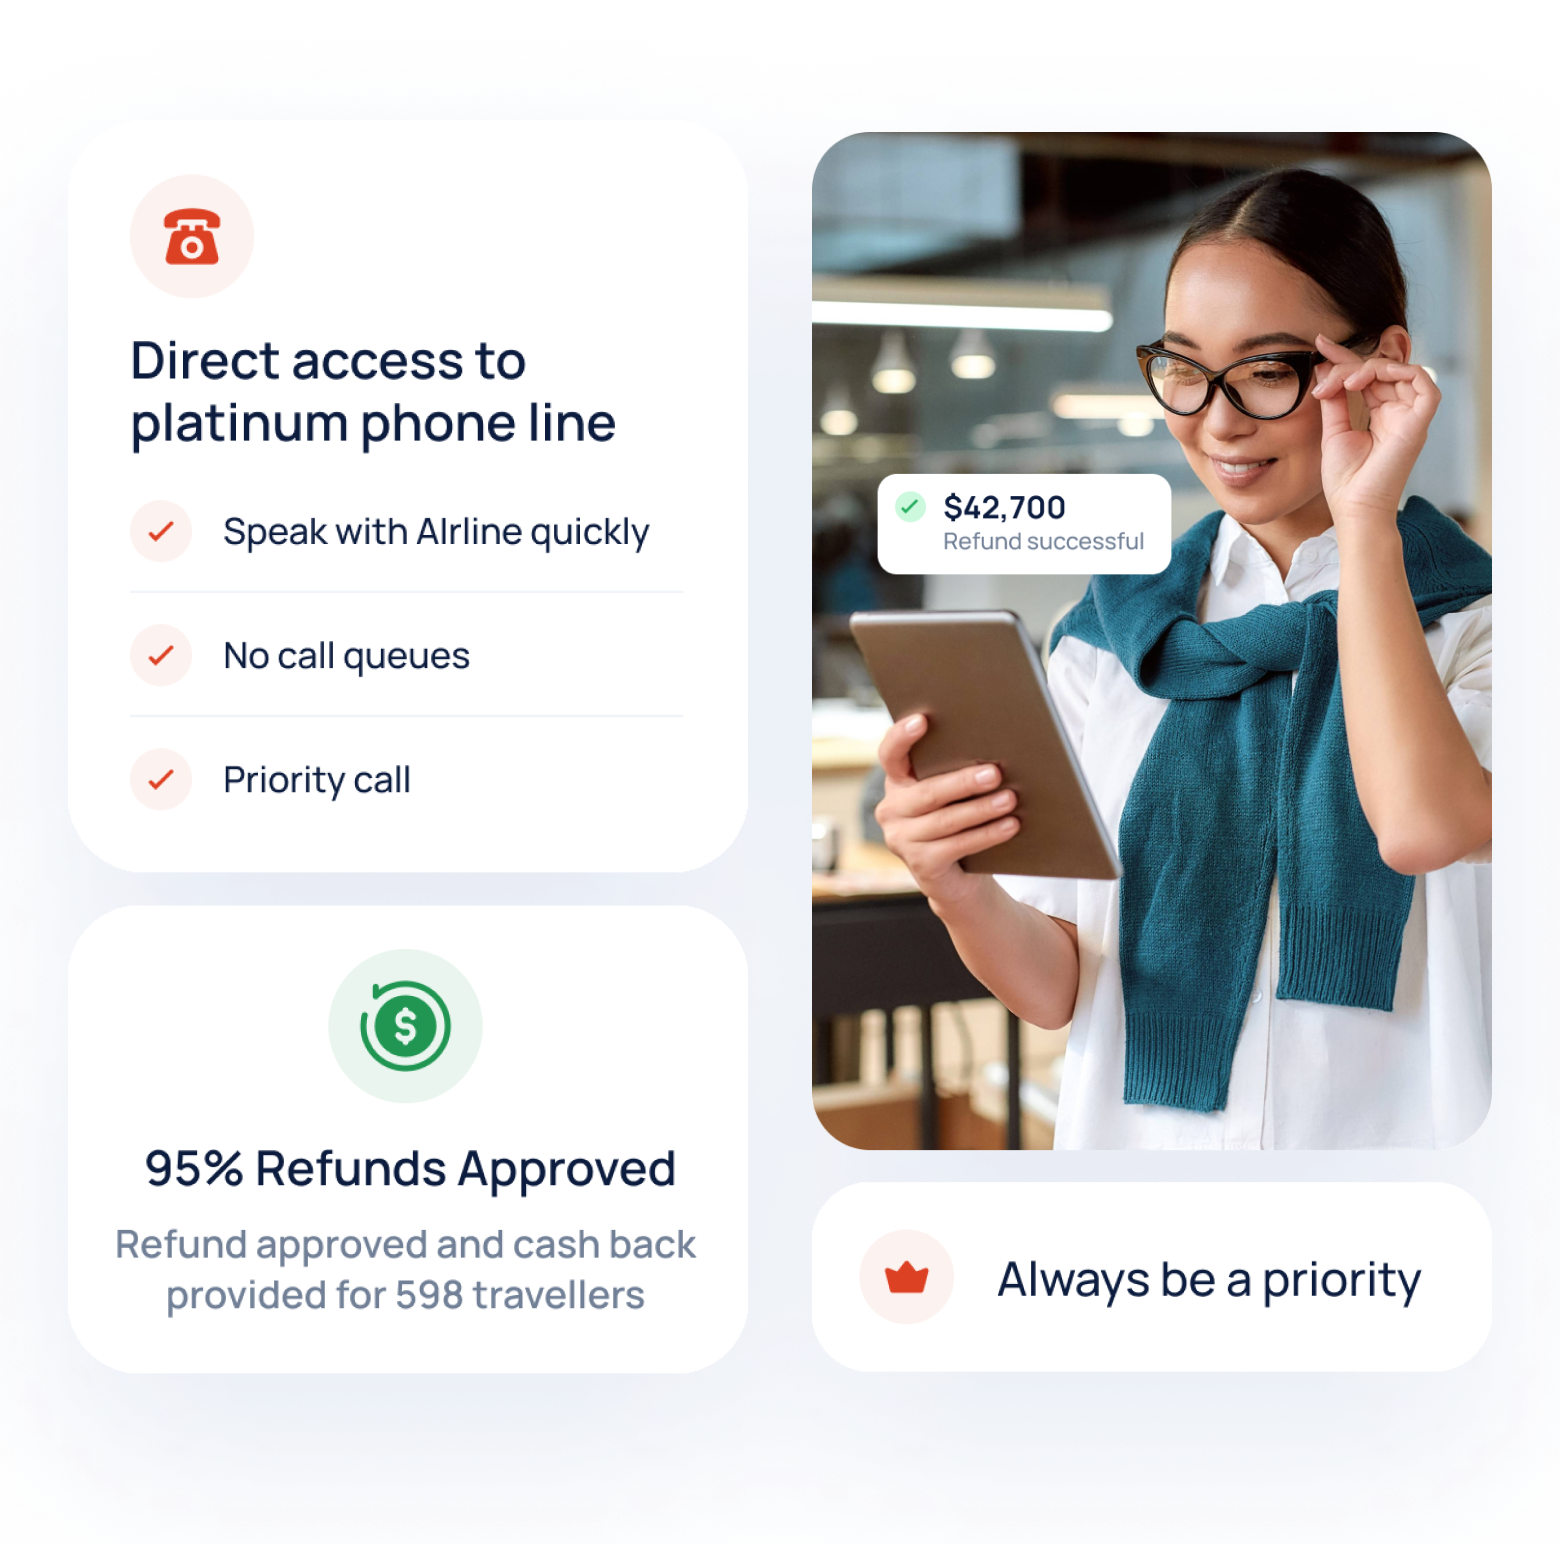 Direct access to
platinum phone line
Speak with AIrline quickly
No call queues
Priority call
95% Refunds Approved
Refund approved and cash back
provided for 598 travellers
$42,700
Refund successful
Always be a priority